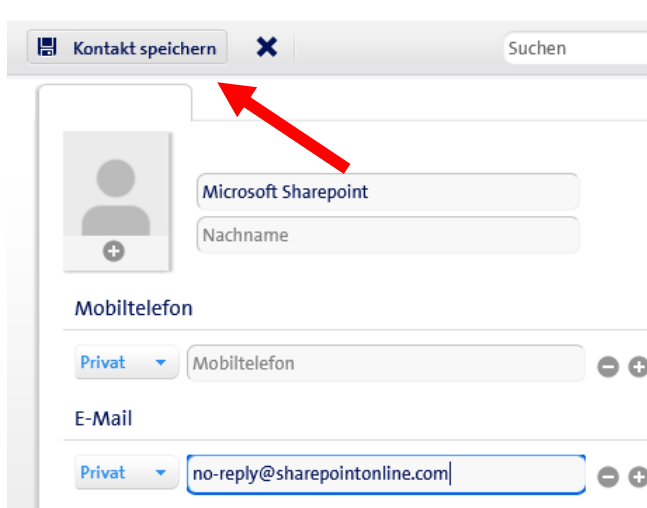 Kontakt speichern
Suchen
Microsoft Sharepoint
Nachname
Mobiltelefon
Privat Mobiltelefon
E-Mail
Privat no-reply@sharepointonline.com